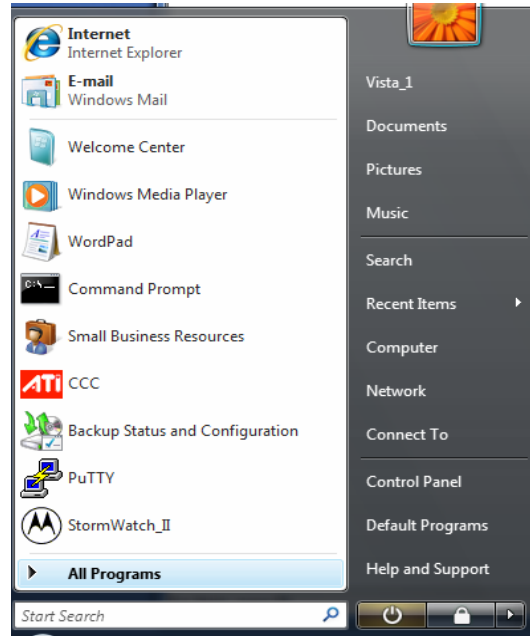 Internet
Internet Explorer
E-mail
Windows Mail
Welcome Center
Windows Media Player
WordPad
C:\_
Command Prompt
Small Business Resources
ATI CCC
Backup Status and Configuration
PuTTY
StormWatch_II
All Programs
Start Search
Vista_1
Documents
Pictures
Music
Search
Recent Items
Computer
Network
Connect To
Control Panel
Default Programs
Help and Support